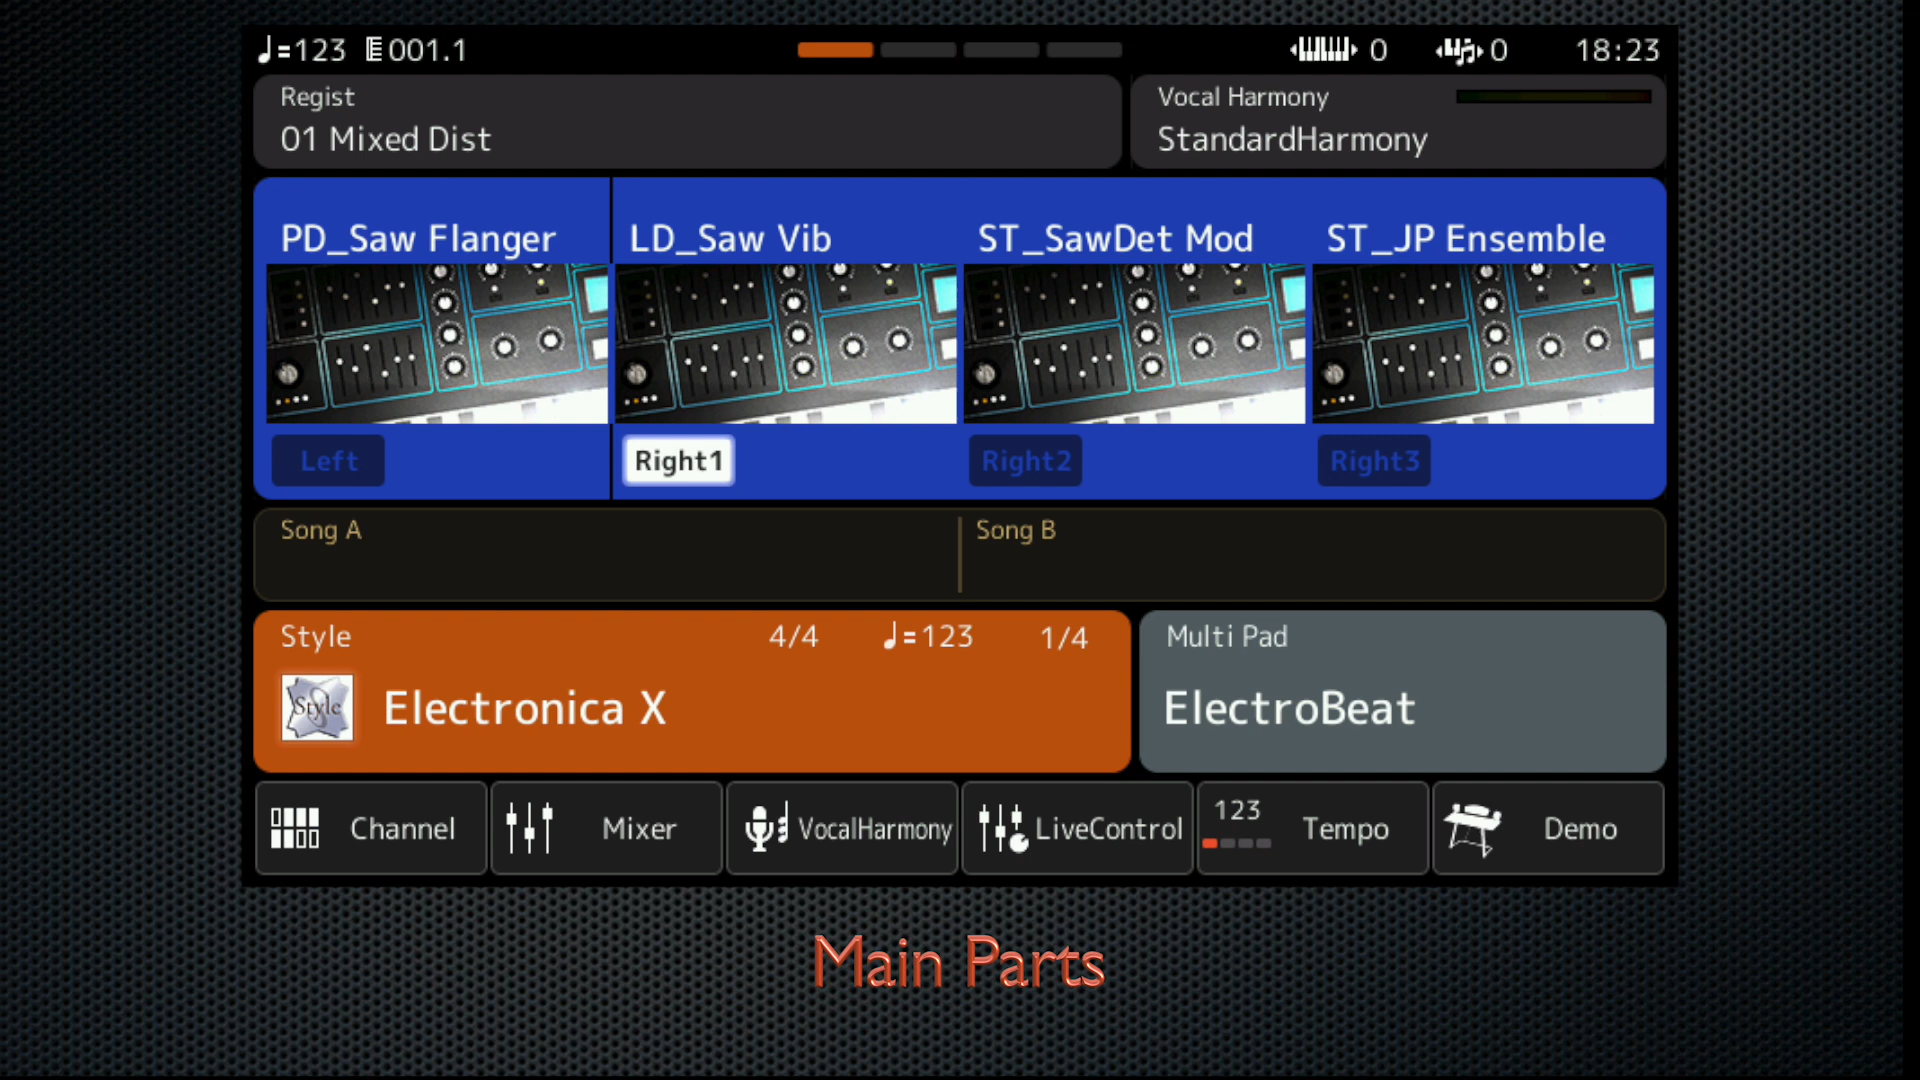 ♩=123 001.1 0 0 18:23
Regist
01 Mixed Dist
Vocal Harmony
StandardHarmony
PD_Saw Flanger
LD_Saw Vib
ST_SawDet Mod
ST_JP Ensemble
Left
Right1
Right2
Right3
Song A
Song B
Style 4/4 ♩=123 1/4
Style
Electronica X
Multi Pad
ElectroBeat
Channel
Mixer
VocalHarmony
LiveControl
123
Tempo
Demo
Main Parts